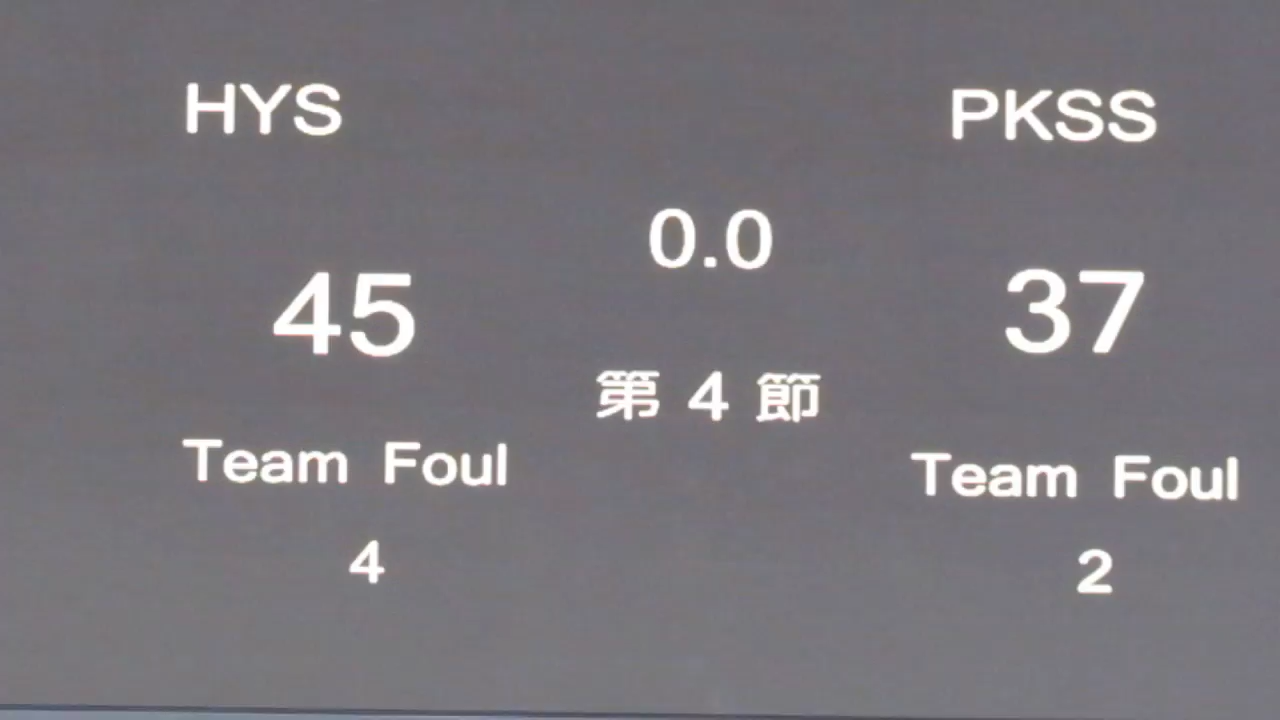 HYS
PKSS
0.0
45
37
第 4 節
Team Foul
Team Foul
4
2